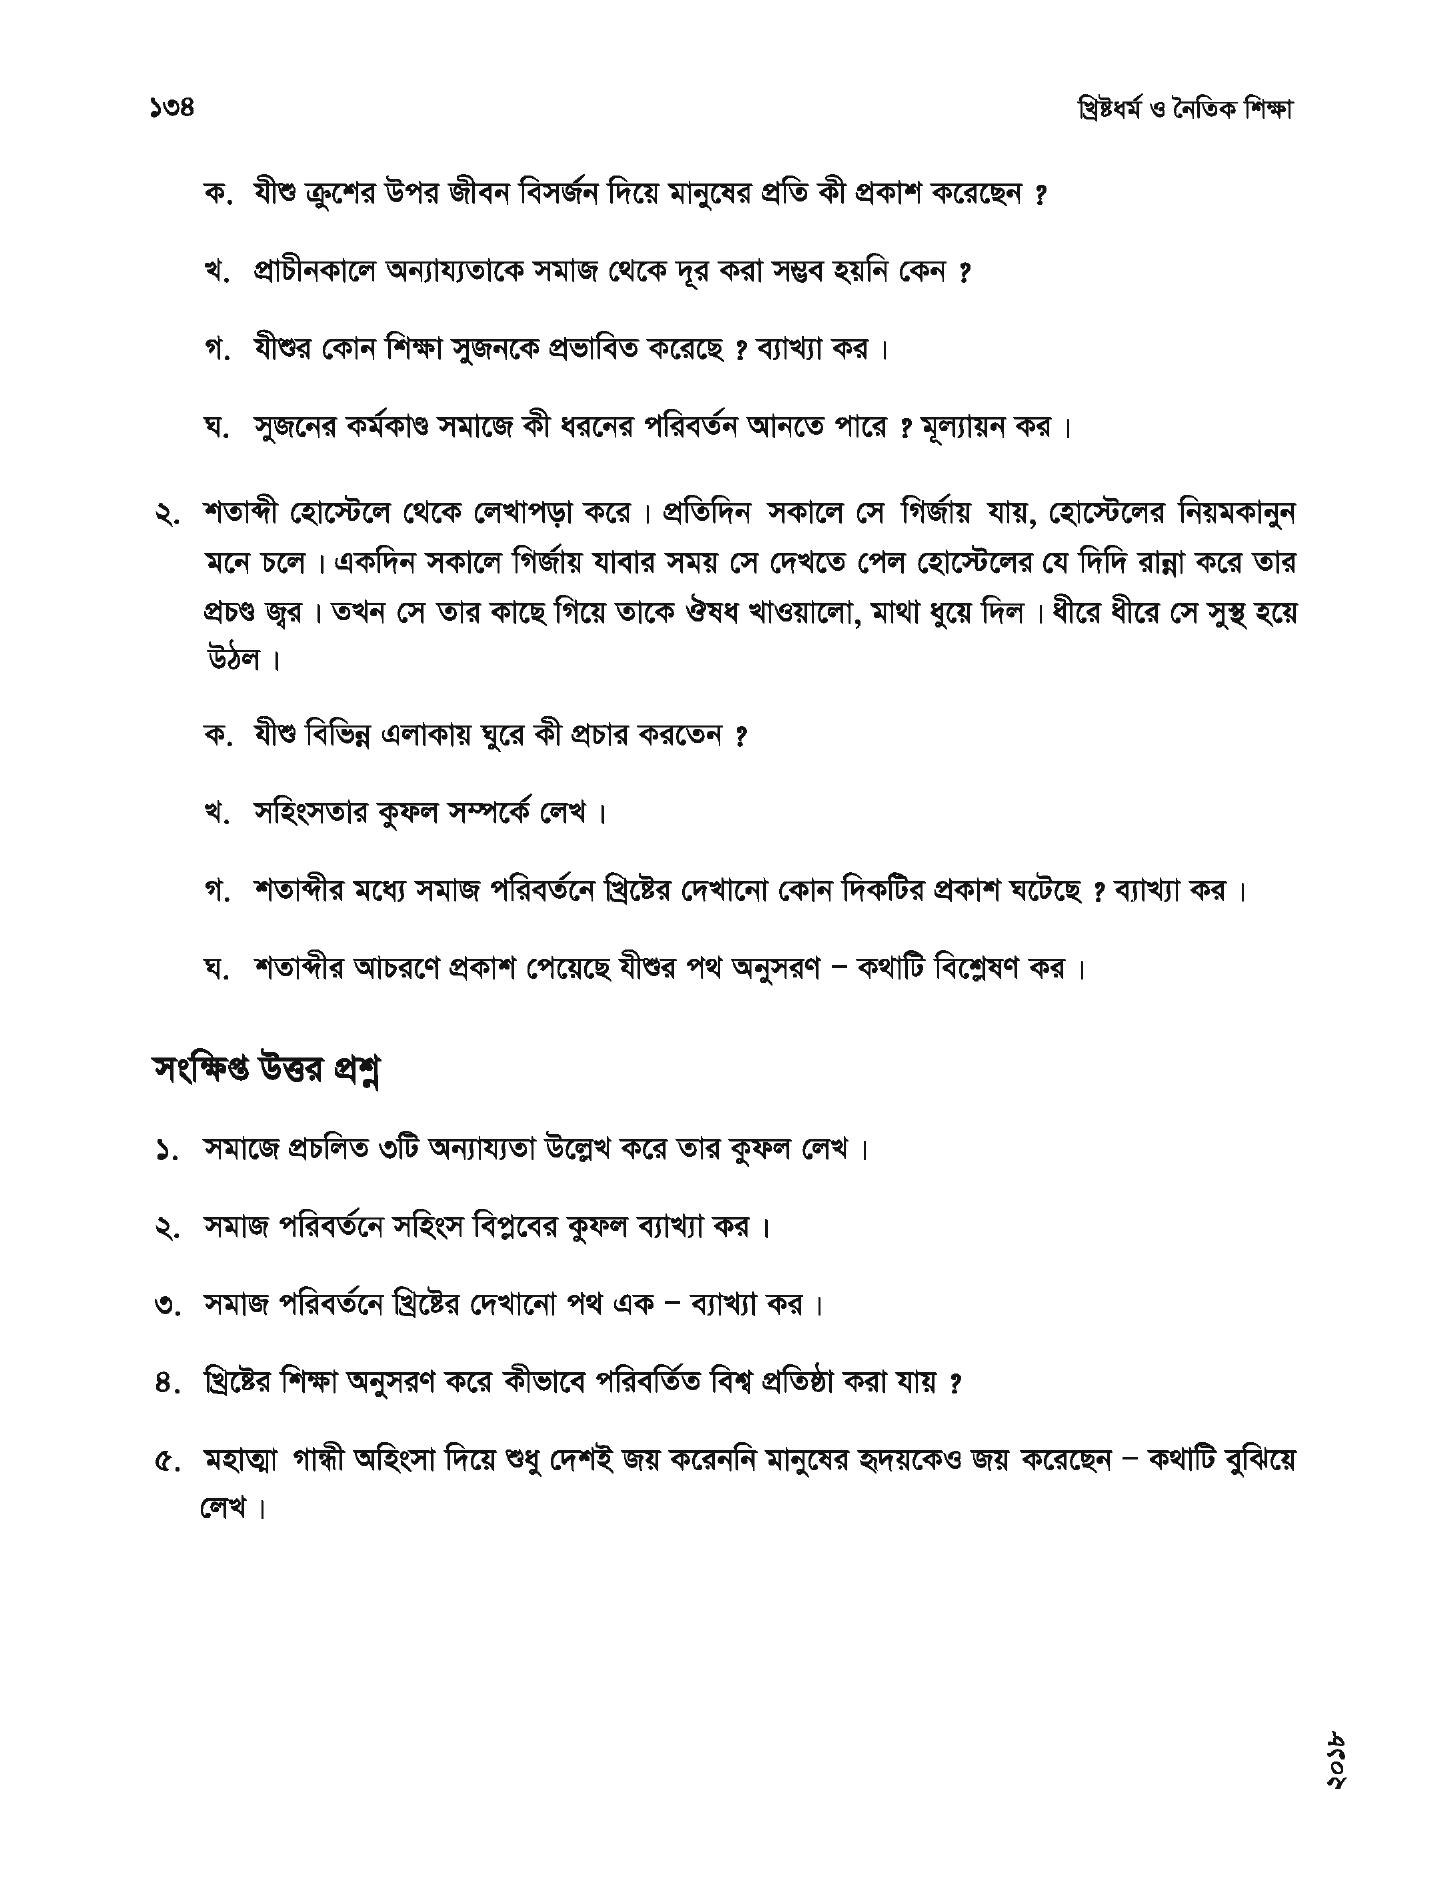 ১৩৪
খ্রিষ্টধর্ম ও নৈতিক শিক্ষা
ক. যীশু ক্রুশের উপর জীবন বিসর্জন দিয়ে মানুষের প্রতি কী প্রকাশ করেছেন ?
খ. প্রাচীনকালে অন্যায্যতাকে সমাজ থেকে দূর করা সম্ভব হয়নি কেন ?
গ. যীশুর কোন শিক্ষা সুজনকে প্রভাবিত করেছে ? ব্যাখ্যা কর ।
ঘ. সুজনের কর্মকাণ্ড সমাজে কী ধরনের পরিবর্তন আনতে পারে ? মূল্যায়ন কর ।
২. শতাব্দী হোস্টেলে থেকে লেখাপড়া করে । প্রতিদিন সকালে সে গির্জায় যায়, হোস্টেলের নিয়মকানুন
মনে চলে । একদিন সকালে গির্জায় যাবার সময় সে দেখতে পেল হোস্টেলের যে দিদি রান্না করে তার
প্রচণ্ড জ্বর । তখন সে তার কাছে গিয়ে তাকে ঔষধ খাওয়ালো, মাথা ধুয়ে দিল । ধীরে ধীরে সে সুস্থ হয়ে
উঠল ।
ক. যীশু বিভিন্ন এলাকায় ঘুরে কী প্রচার করতেন ?
খ. সহিংসতার কুফল সম্পর্কে লেখ ।
গ. শতাব্দীর মধ্যে সমাজ পরিবর্তনে খ্রিষ্টের দেখানো কোন দিকটির প্রকাশ ঘটেছে ? ব্যাখ্যা কর ।
ঘ. শতাব্দীর আচরণে প্রকাশ পেয়েছে যীশুর পথ অনুসরণ – কথাটি বিশ্লেষণ কর ।
সংক্ষিপ্ত উত্তর প্রশ্ন
১. সমাজে প্রচলিত ৩টি অন্যায্যতা উল্লেখ করে তার কুফল লেখ ।
২. সমাজ পরিবর্তনে সহিংস বিপ্লবের কুফল ব্যাখ্যা কর ।
৩. সমাজ পরিবর্তনে খ্রিষ্টের দেখানো পথ এক – ব্যাখ্যা কর ।
৪. খ্রিষ্টের শিক্ষা অনুসরণ করে কীভাবে পরিবর্তিত বিশ্ব প্রতিষ্ঠা করা যায় ?
৫. মহাত্মা গান্ধী অহিংসা দিয়ে শুধু দেশই জয় করেননি মানুষের হৃদয়কেও জয় করেছেন – কথাটি বুঝিয়ে
লেখ ।
২০১৮